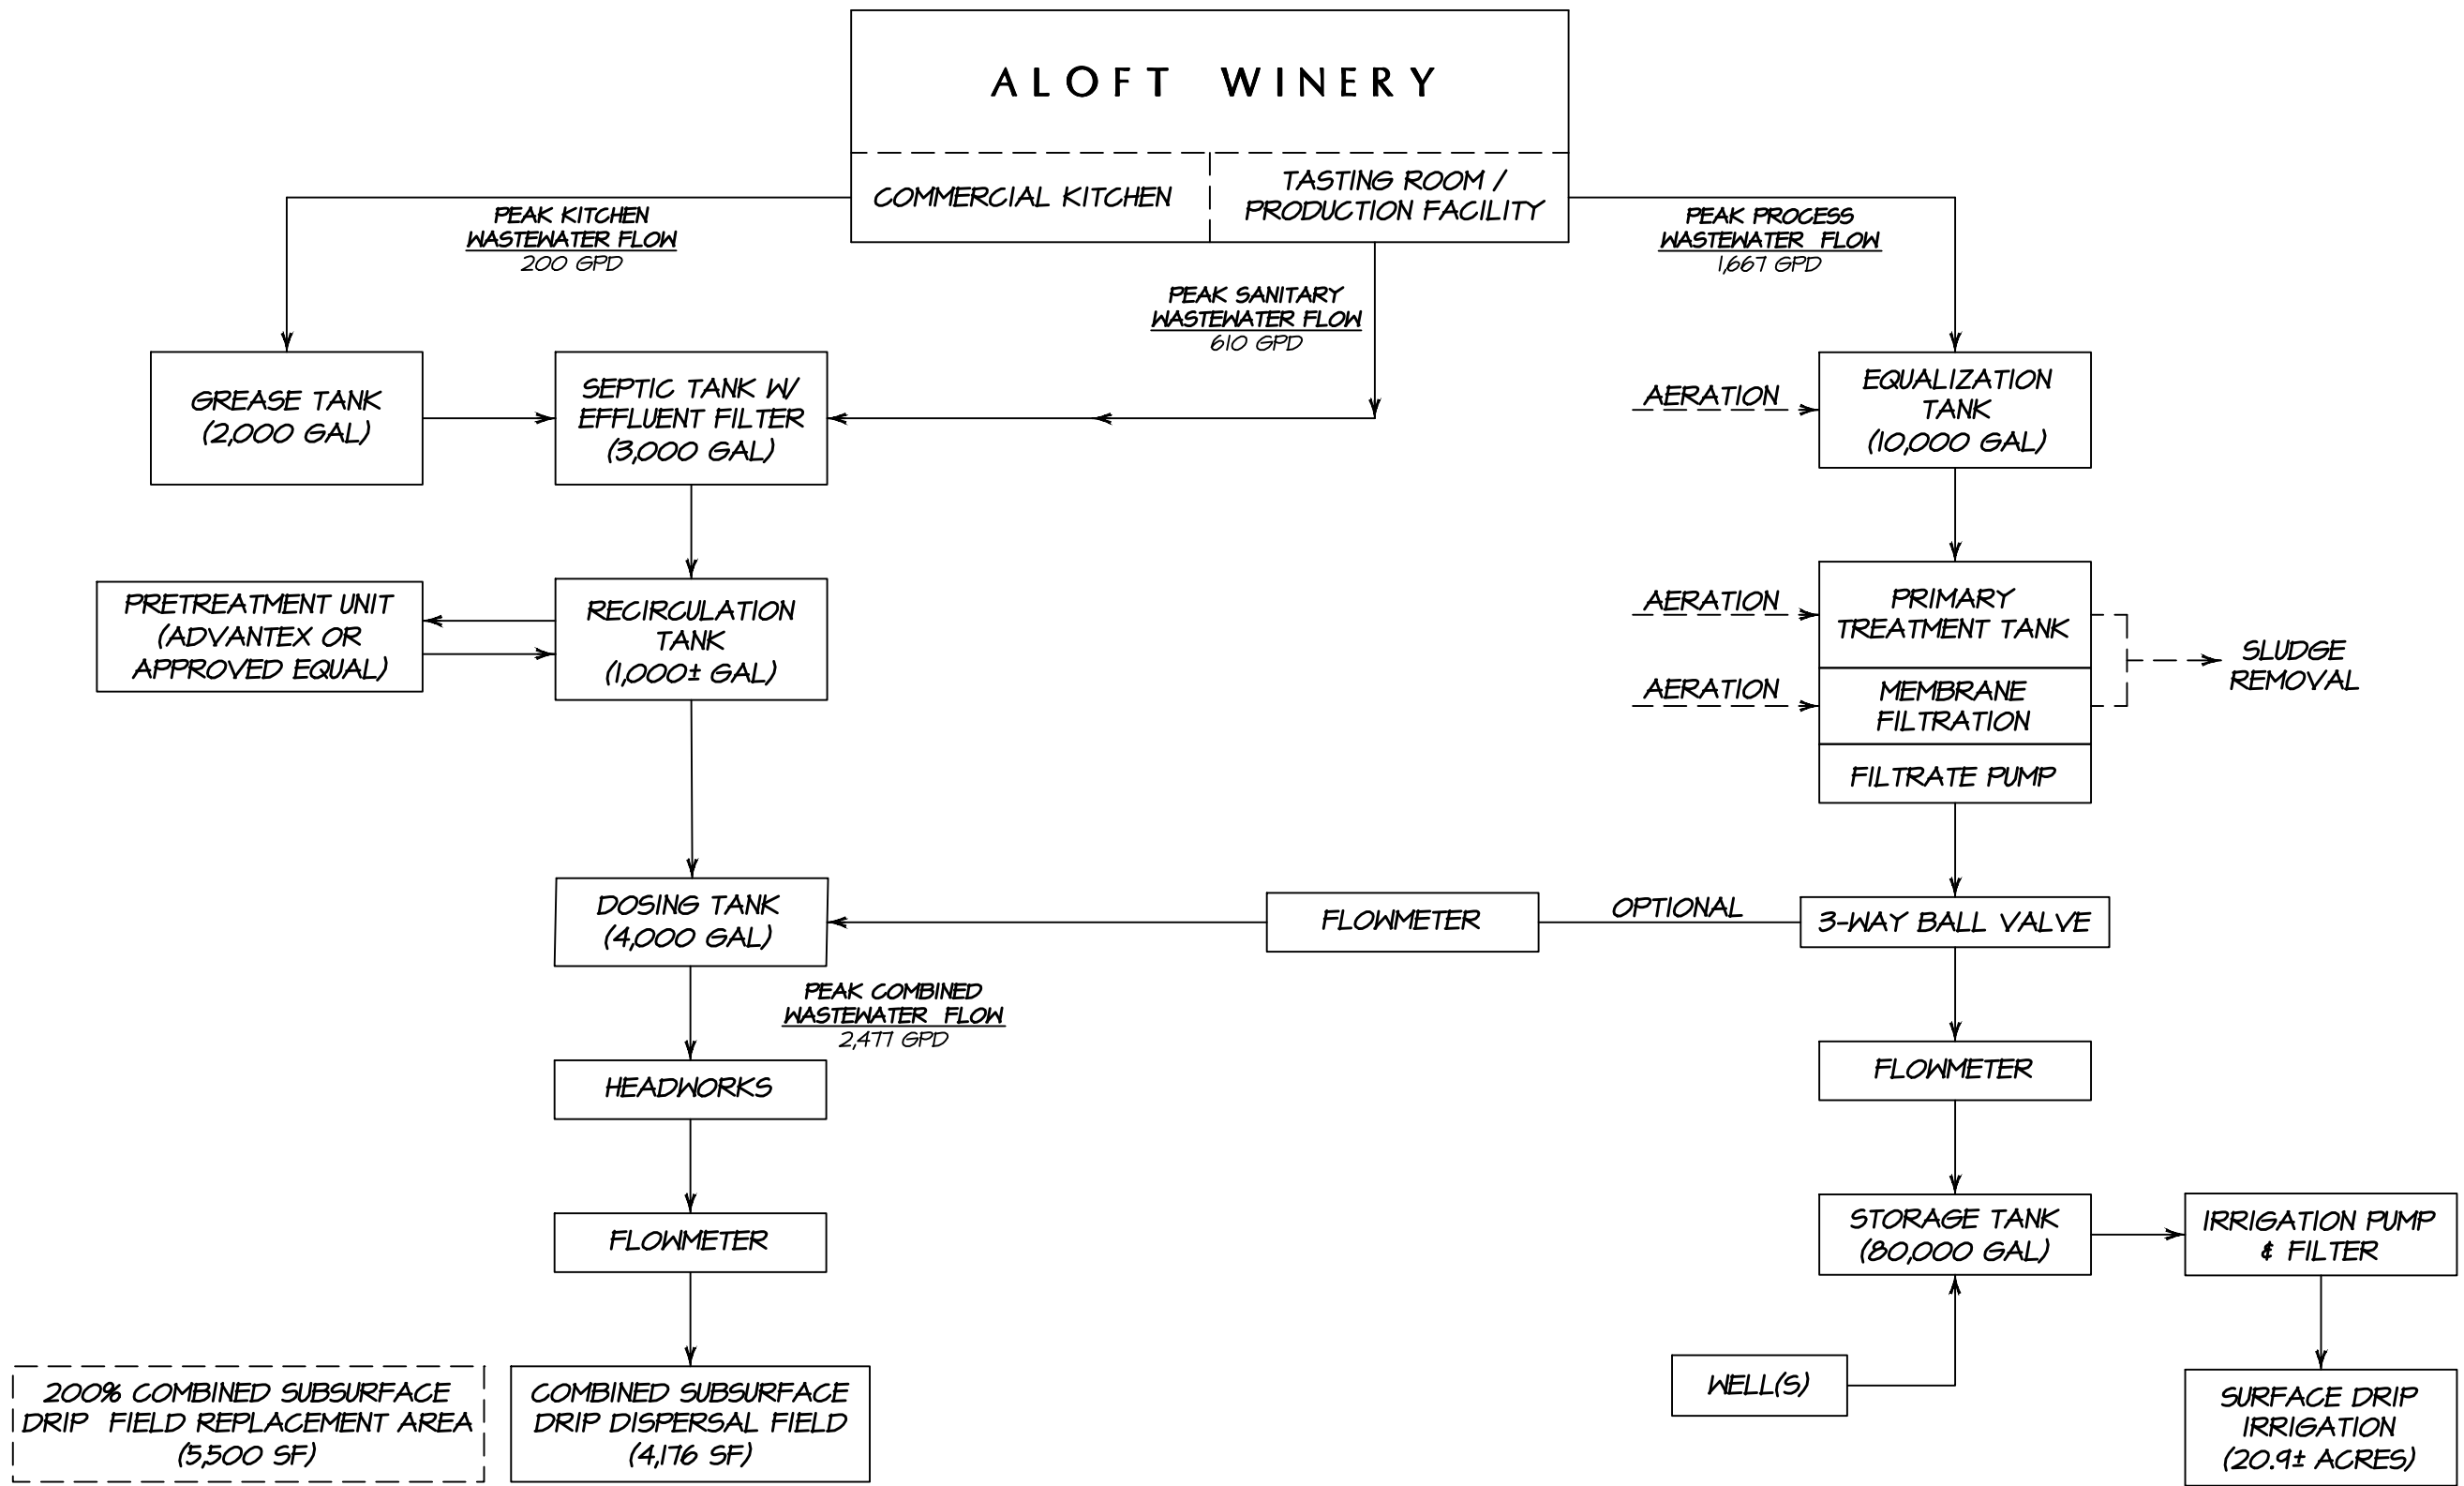 ALOFT WINERY
COMMERCIAL KITCHEN
TASTING ROOM /
PRODUCTION FACILITY
PEAK KITCHEN
WASTEWATER FLOW
200 GPD
PEAK SANITARY
WASTEWATER FLOW
610 GPD
PEAK PROCESS
WASTEWATER FLOW
1,667 GPD
GREASE TANK
(2,000 GAL)
SEPTIC TANK W/
EFFLUENT FILTER
(3,000 GAL)
AERATION
EQUALIZATION
TANK
(10,000 GAL)
PRETREATMENT UNIT
(ADVANTEX OR
APPROVED EQUAL)
RECIRCULATION
TANK
(1,000± GAL)
AERATION
PRIMARY
TREATMENT TANK
AERATION
MEMBRANE
FILTRATION
SLUDGE
REMOVAL
FILTRATE PUMP
DOSING TANK
(4,000 GAL)
FLOWMETER
OPTIONAL
3-WAY BALL VALVE
PEAK COMBINED
WASTEWATER FLOW
2,477 GPD
HEADWORKS
FLOWMETER
FLOWMETER
STORAGE TANK
(80,000 GAL)
IRRIGATION PUMP
& FILTER
WELL(S)
200% COMBINED SUBSURFACE
DRIP FIELD REPLACEMENT AREA
(5,500 SF)
COMBINED SUBSURFACE
DRIP DISPERSAL FIELD
(4,176 SF)
SURFACE DRIP
IRRIGATION
(20.9± ACRES)